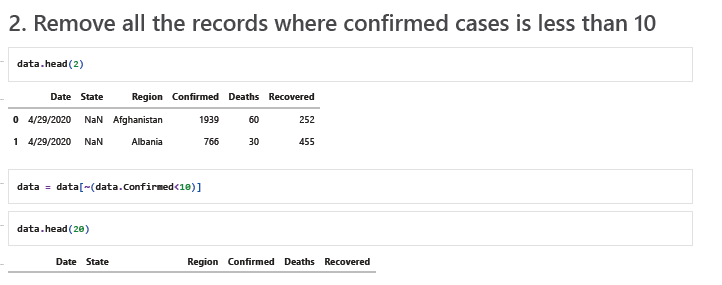 2. Remove all the records where confirmed cases is less than 10
data.head(2)
Date State Region Confirmed Deaths Recovered
0 4/29/2020 NaN Afghanistan 1939 60 252
1 4/29/2020 NaN Albania 766 30 455
data = data[~(data.Confirmed<10)]
data.head(20)
Date State Region Confirmed Deaths Recovered